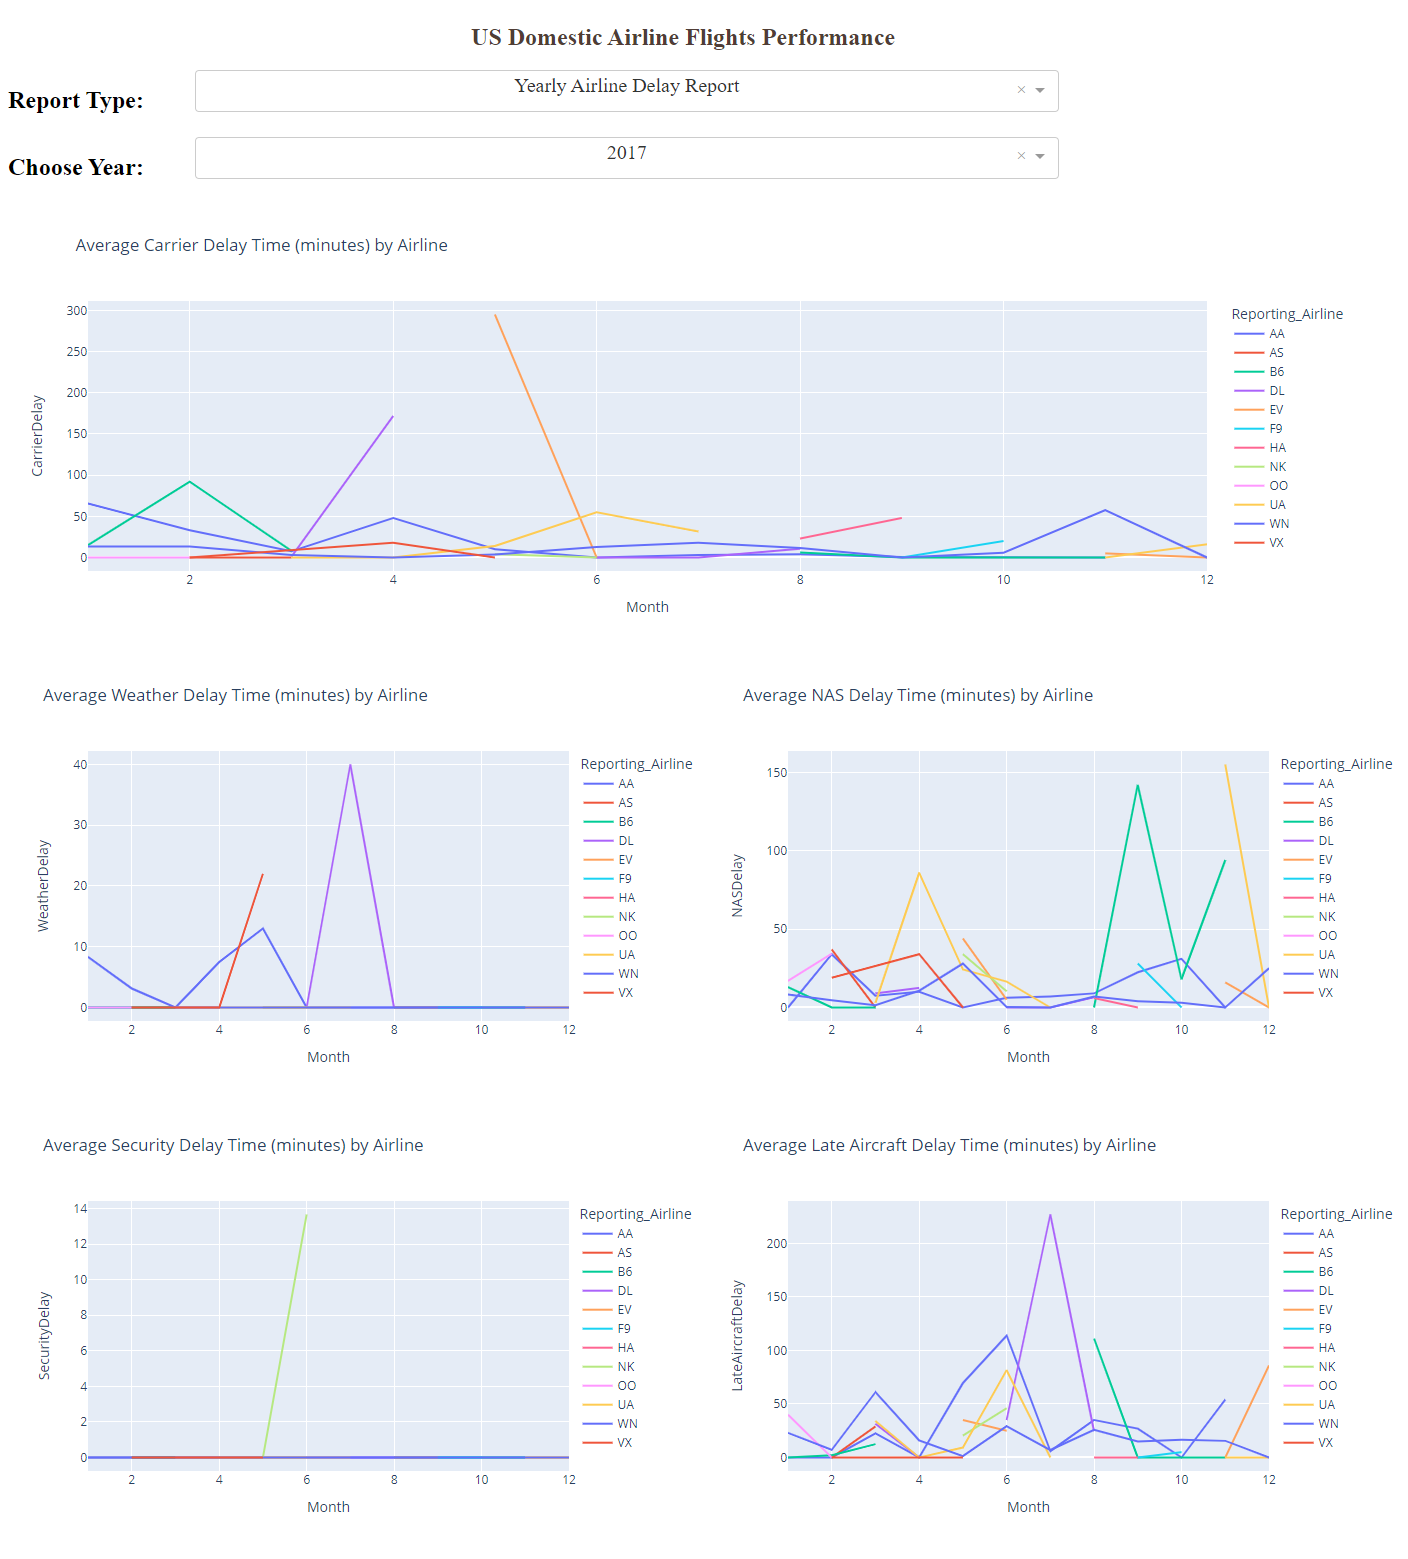 US Domestic Airline Flights Performance
Report Type:
Yearly Airline Delay Report
×
Choose Year:
2017
×
Average Carrier Delay Time (minutes) by Airline
CarrierDelay
300
250
200
150
100
50
0
2 4 6 8 10 12
Month
Reporting_Airline
AA
AS
B6
DL
EV
F9
HA
NK
OO
UA
WN
VX
Average Weather Delay Time (minutes) by Airline
WeatherDelay
40
30
20
10
0
2 4 6 8 10 12
Month
Reporting_Airline
AA
AS
B6
DL
EV
F9
HA
NK
OO
UA
WN
VX
Average NAS Delay Time (minutes) by Airline
NASDelay
150
100
50
0
2 4 6 8 10 12
Month
Reporting_Airline
AA
AS
B6
DL
EV
F9
HA
NK
OO
UA
WN
VX
Average Security Delay Time (minutes) by Airline
SecurityDelay
14
12
10
8
6
4
2
0
2 4 6 8 10 12
Month
Reporting_Airline
AA
AS
B6
DL
EV
F9
HA
NK
OO
UA
WN
VX
Average Late Aircraft Delay Time (minutes) by Airline
LateAircraftDelay
200
150
100
50
0
2 4 6 8 10 12
Month
Reporting_Airline
AA
AS
B6
DL
EV
F9
HA
NK
OO
UA
WN
VX